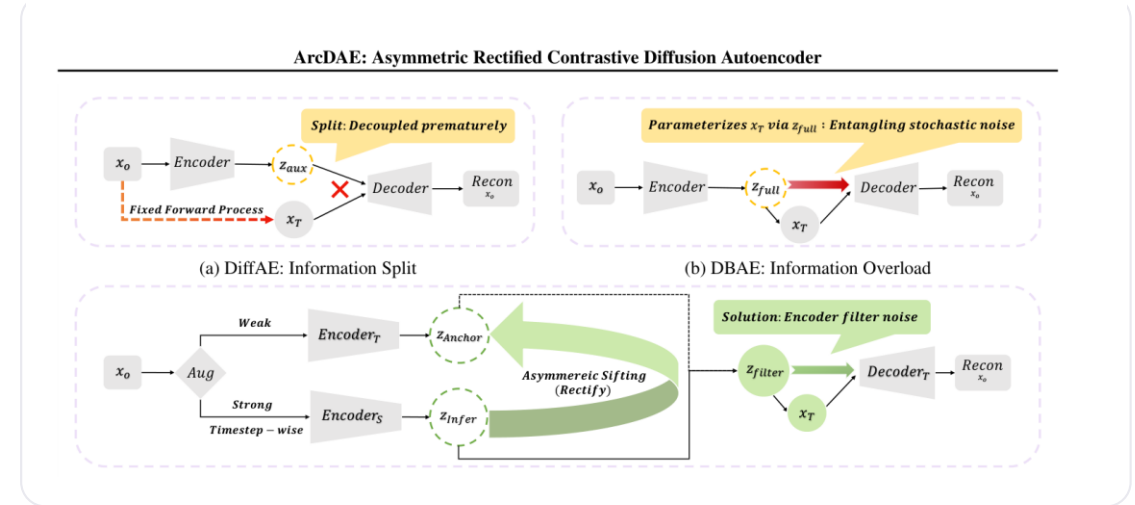 ArcDAE: Asymmetric Rectified Contrastive Diffusion Autoencoder
Split: Decoupled prematurely
x_o
Encoder
z_aux
Decoder
Recon
x_o
Fixed Forward Process
x_T
(a) DiffAE: Information Split
Parameterizes x_T via z_full : Entangling stochastic noise
x_o
Encoder
z_full
Decoder
Recon
x_o
x_T
(b) DBAE: Information Overload
x_o
Aug
Weak
Encoder_T
z_Anchor
Strong
Timestep − wise
Encoder_S
z_Infer
Asymmereic Sifting
(Rectify)
Solution: Encoder filter noise
z_filter
Decoder_T
Recon
x_o
x_T